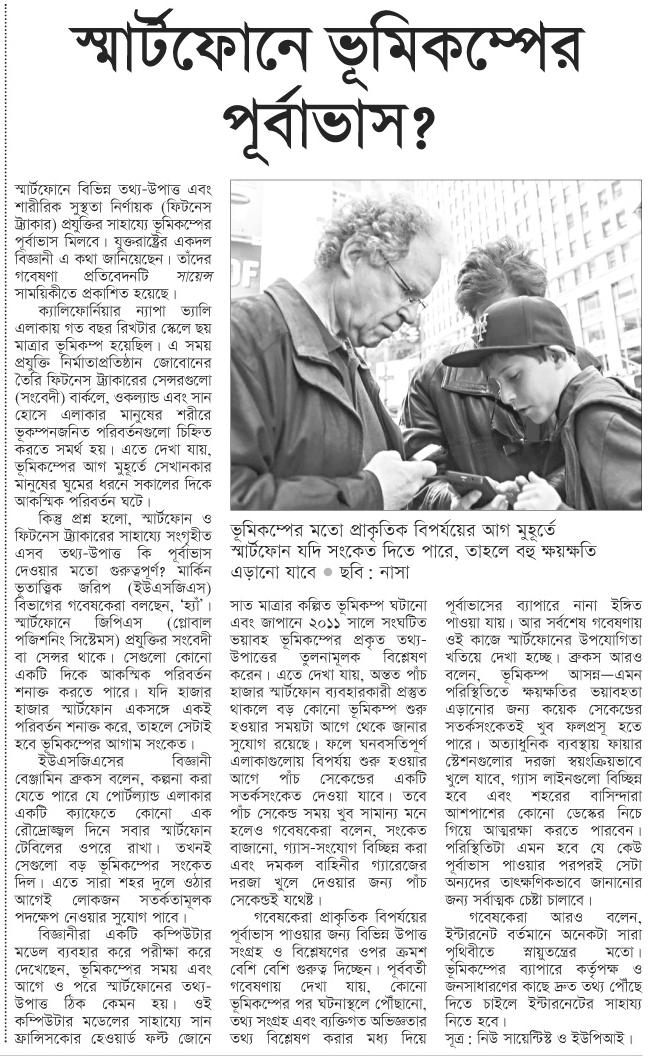 স্মার্টফোনে ভূমিকম্পের
পূর্বাভাস?
স্মার্টফোনে বিভিন্ন তথ্য-উপাত্ত এবং
শারীরিক সুস্থতা নির্ণায়ক (ফিটনেস
ট্র্যাকার) প্রযুক্তির সাহায্যে ভূমিকম্পের
পূর্বাভাস মিলবে। যুক্তরাষ্ট্রের একদল
বিজ্ঞানী এ কথা জানিয়েছেন। তাঁদের
গবেষণা প্রতিবেদনটি সায়েন্স
সাময়িকীতে প্রকাশিত হয়েছে।
ক্যালিফোর্নিয়ার ন্যাপা ভ্যালি
এলাকায় গত বছর রিখটার স্কেলে ছয়
মাত্রার ভূমিকম্প হয়েছিল। এ সময়
প্রযুক্তি নির্মাতাপ্রতিষ্ঠান জোবোনের
তৈরি ফিটনেস ট্র্যাকারের সেন্সরগুলো
(সংবেদী) বার্কলে, ওকল্যান্ড এবং সান
হোসে এলাকার মানুষের শরীরে
ভূকম্পনজনিত পরিবর্তনগুলো চিহ্নিত
করতে সমর্থ হয়। এতে দেখা যায়,
ভূমিকম্পের আগ মুহূর্তে সেখানকার
মানুষের ঘুমের ধরনে সকালের দিকে
আকস্মিক পরিবর্তন ঘটে।
কিন্তু প্রশ্ন হলো, স্মার্টফোন ও
ফিটনেস ট্র্যাকারের সাহায্যে সংগৃহীত
এসব তথ্য-উপাত্ত কি পূর্বাভাস
দেওয়ার মতো গুরুত্বপূর্ণ? মার্কিন
ভূতাত্ত্বিক জরিপ (ইউএসজিএস)
বিভাগের গবেষকেরা বলছেন, ‘হ্যাঁ’।
স্মার্টফোনে জিপিএস (গ্লোবাল
পজিশনিং সিস্টেমস) প্রযুক্তির সংবেদী
বা সেন্সর থাকে। সেগুলো কোনো
একটি দিকে আকস্মিক পরিবর্তন
শনাক্ত করতে পারে। যদি হাজার
হাজার স্মার্টফোন একসঙ্গে একই
পরিবর্তন শনাক্ত করে, তাহলে সেটাই
হবে ভূমিকম্পের আগাম সংকেত।
ইউএসজিএসের বিজ্ঞানী
বেঞ্জামিন ব্রুকস বলেন, কল্পনা করা
যেতে পারে যে পোর্টল্যান্ড এলাকার
একটি ক্যাফেতে কোনো এক
রৌদ্রোজ্জ্বল দিনে সবার স্মার্টফোন
টেবিলের ওপরে রাখা। তখনই
সেগুলো বড় ভূমিকম্পের সংকেত
দিল। এতে সারা শহর দুলে ওঠার
আগেই লোকজন সতর্কতামূলক
পদক্ষেপ নেওয়ার সুযোগ পাবে।
বিজ্ঞানীরা একটি কম্পিউটার
মডেল ব্যবহার করে পরীক্ষা করে
দেখেছেন, ভূমিকম্পের সময় এবং
আগে ও পরে স্মার্টফোনের তথ্য-
উপাত্ত ঠিক কেমন হয়। ওই
কম্পিউটার মডেলের সাহায্যে সান
ফ্রান্সিসকোর হেওয়ার্ড ফল্ট জোনে
ভূমিকম্পের মতো প্রাকৃতিক বিপর্যয়ের আগ মুহূর্তে
স্মার্টফোন যদি সংকেত দিতে পারে, তাহলে বহু ক্ষয়ক্ষতি
এড়ানো যাবে ● ছবি : নাসা
সাত মাত্রার কল্পিত ভূমিকম্প ঘটানো
এবং জাপানে ২০১১ সালে সংঘটিত
ভয়াবহ ভূমিকম্পের প্রকৃত তথ্য-
উপাত্তের তুলনামূলক বিশ্লেষণ
করেন। এতে দেখা যায়, অন্তত পাঁচ
হাজার স্মার্টফোন ব্যবহারকারী প্রস্তুত
থাকলে বড় কোনো ভূমিকম্প শুরু
হওয়ার সময়টা আগে থেকে জানার
সুযোগ রয়েছে। ফলে ঘনবসতিপূর্ণ
এলাকাগুলোয় বিপর্যয় শুরু হওয়ার
আগে পাঁচ সেকেন্ডের একটি
সতর্কসংকেত দেওয়া যাবে। তবে
পাঁচ সেকেন্ড সময় খুব সামান্য মনে
হলেও গবেষকেরা বলেন, সংকেত
বাজানো, গ্যাস-সংযোগ বিচ্ছিন্ন করা
এবং দমকল বাহিনীর গ্যারেজের
দরজা খুলে দেওয়ার জন্য পাঁচ
সেকেন্ডই যথেষ্ট।
গবেষকেরা প্রাকৃতিক বিপর্যয়ের
পূর্বাভাস পাওয়ার জন্য বিভিন্ন উপাত্ত
সংগ্রহ ও বিশ্লেষণের ওপর ক্রমশ
বেশি বেশি গুরুত্ব দিচ্ছেন। পূর্ববর্তী
গবেষণায় দেখা যায়, কোনো
ভূমিকম্পের পর ঘটনাস্থলে পৌঁছানো,
তথ্য সংগ্রহ এবং ব্যক্তিগত অভিজ্ঞতার
তথ্য বিশ্লেষণ করার মধ্য দিয়ে
পূর্বাভাসের ব্যাপারে নানা ইঙ্গিত
পাওয়া যায়। আর সর্বশেষ গবেষণায়
ওই কাজে স্মার্টফোনের উপযোগিতা
খতিয়ে দেখা হচ্ছে। ব্রুকস আরও
বলেন, ভূমিকম্প আসন্ন—এমন
পরিস্থিতিতে ক্ষয়ক্ষতির ভয়াবহতা
এড়ানোর জন্য কয়েক সেকেন্ডের
সতর্কসংকেতই খুব ফলপ্রসূ হতে
পারে। অত্যাধুনিক ব্যবস্থায় ফায়ার
স্টেশনগুলোর দরজা স্বয়ংক্রিয়ভাবে
খুলে যাবে, গ্যাস লাইনগুলো বিচ্ছিন্ন
হবে এবং শহরের বাসিন্দারা
আশপাশের কোনো ডেস্কের নিচে
গিয়ে আত্মরক্ষা করতে পারবেন।
পরিস্থিতিটা এমন হবে যে কেউ
পূর্বাভাস পাওয়ার পরপরই সেটা
অন্যদের তাৎক্ষণিকভাবে জানানোর
জন্য সর্বাত্মক চেষ্টা চালাবে।
গবেষকেরা আরও বলেন,
ইন্টারনেট বর্তমানে অনেকটা সারা
পৃথিবীতে স্নায়ুতন্ত্রের মতো।
ভূমিকম্পের ব্যাপারে কর্তৃপক্ষ ও
জনসাধারণের কাছে দ্রুত তথ্য পৌঁছে
দিতে চাইলে ইন্টারনেটের সাহায্য
নিতে হবে।
সূত্র : নিউ সায়েন্টিস্ট ও ইউপিআই।